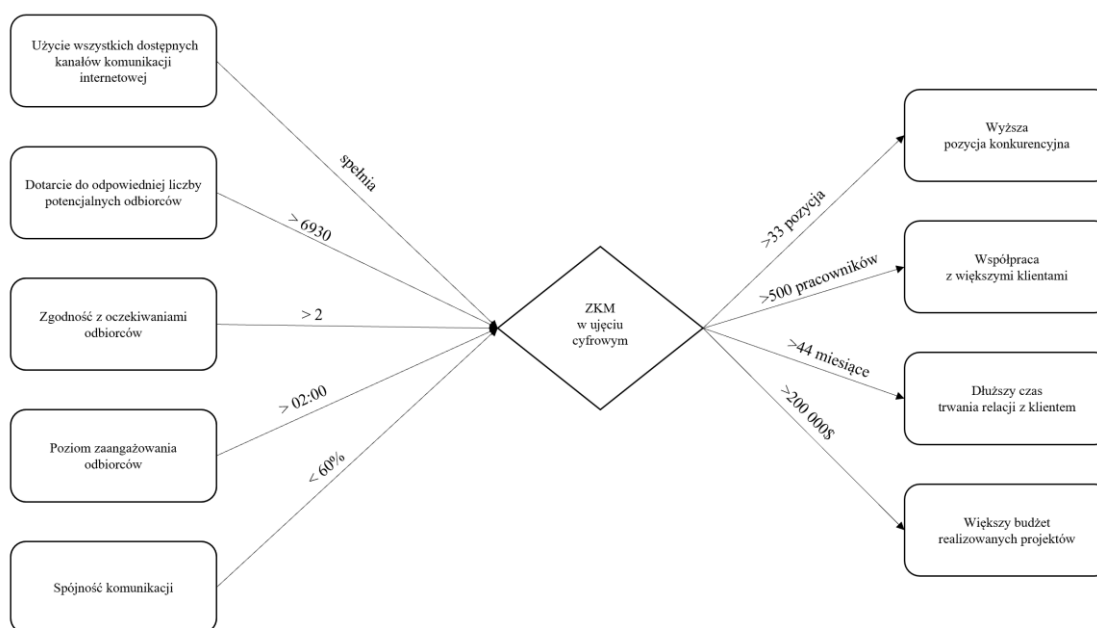 Użycie wszystkich dostępnych
kanałów komunikacji
internetowej
Dotarcie do odpowiedniej liczby
potencjalnych odbiorców
Zgodność z oczekiwaniami
odbiorców
Poziom zaangażowania
odbiorców
Spójność komunikacji
spełnia
> 6930
> 2
> 02:00
< 60%
ZKM
w ujęciu
cyfrowym
>33 pozycja
>500 pracowników
>44 miesiące
>200 000$
Wyższa
pozycja konkurencyjna
Współpraca
z większymi klientami
Dłuższy czas
trwania relacji z klientem
Większy budżet
realizowanych projektów